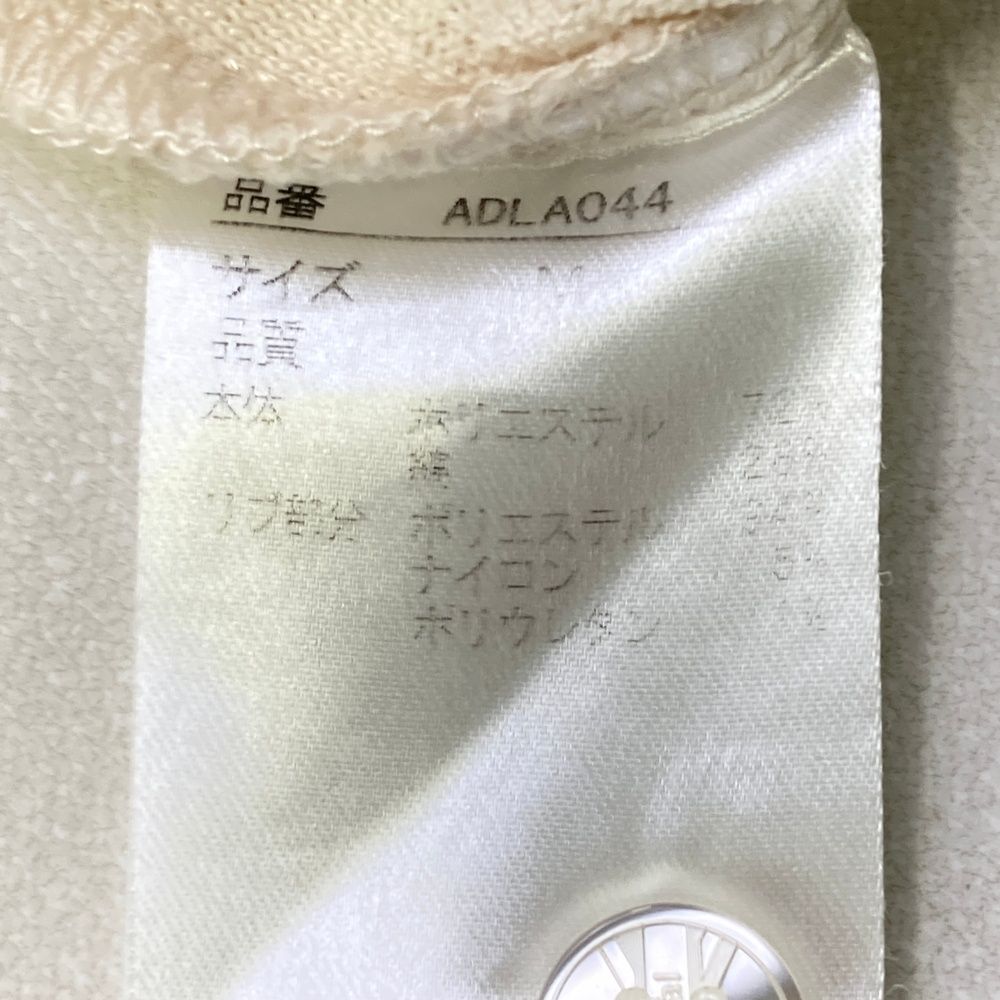 品番 ADLA044
サイズ M
品質
本体 ポリエステル
綿
リブ部分 ポリエステル
ナイロン 5%
ポリウレタン